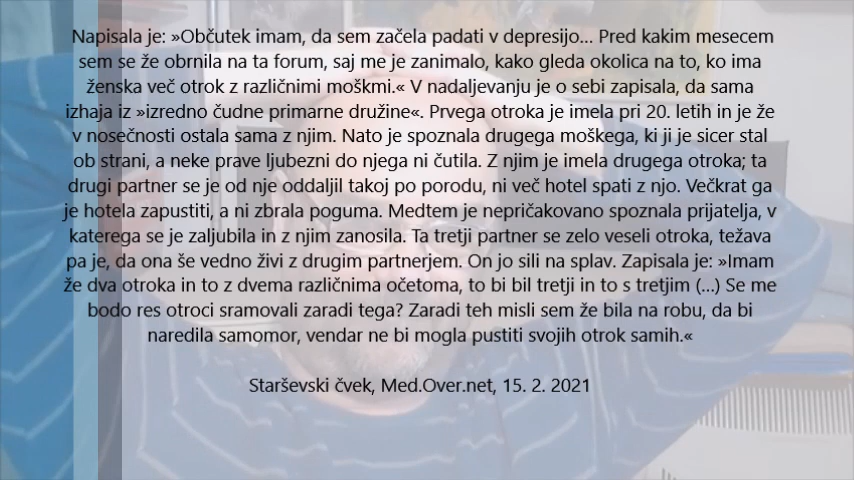 Napisala je: »Občutek imam, da sem začela padati v depresijo... Pred kakim mesecem
sem se že obrnila na ta forum, saj me je zanimalo, kako gleda okolica na to, ko ima
ženska več otrok z različnimi moškmi.« V nadaljevanju je o sebi zapisala, da sama
izhaja iz »izredno čudne primarne družine«. Prvega otroka je imela pri 20. letih in je že
v nosečnosti ostala sama z njim. Nato je spoznala drugega moškega, ki ji je sicer stal
ob strani, a neke prave ljubezni do njega ni čutila. Z njim je imela drugega otroka; ta
drugi partner se je od nje oddaljil takoj po porodu, ni več hotel spati z njo. Večkrat ga
je hotela zapustiti, a ni zbrala poguma. Medtem je nepričakovano spoznala prijatelja, v
katerega se je zaljubila in z njim zanosila. Ta tretji partner se zelo veseli otroka, težava
pa je, da ona še vedno živi z drugim partnerjem. On jo sili na splav. Zapisala je: »Imam
že dva otroka in to z dvema različnima očetoma, to bi bil tretji in to s tretjim (...) Se me
bodo res otroci sramovali zaradi tega? Zaradi teh misli sem že bila na robu, da bi
naredila samomor, vendar ne bi mogla pustiti svojih otrok samih.«
Starševski čvek, Med.Over.net, 15. 2. 2021